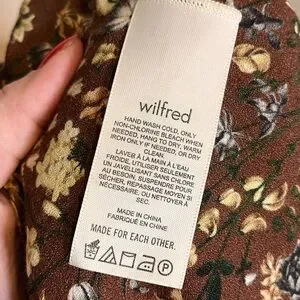 wilfred
HAND WASH COLD, ONLY
NON-CHLORINE BLEACH WHEN
NEEDED, HANG TO DRY, WARM
IRON ONLY IF NEEDED, OR DRY
CLEAN.
LAVER À LA MAIN À L'EAU
FROIDE, UTILISER SEULEMENT
UN JAVELLISANT SANS CHLORE
AU BESOIN, SUSPENDRE POUR
SÉCHER, REPASSAGE MOYEN SI
NÉCESSAIRE, OU NETTOYER À
SEC.
MADE IN CHINA
FABRIQUÉ EN CHINE
MADE FOR EACH OTHER.